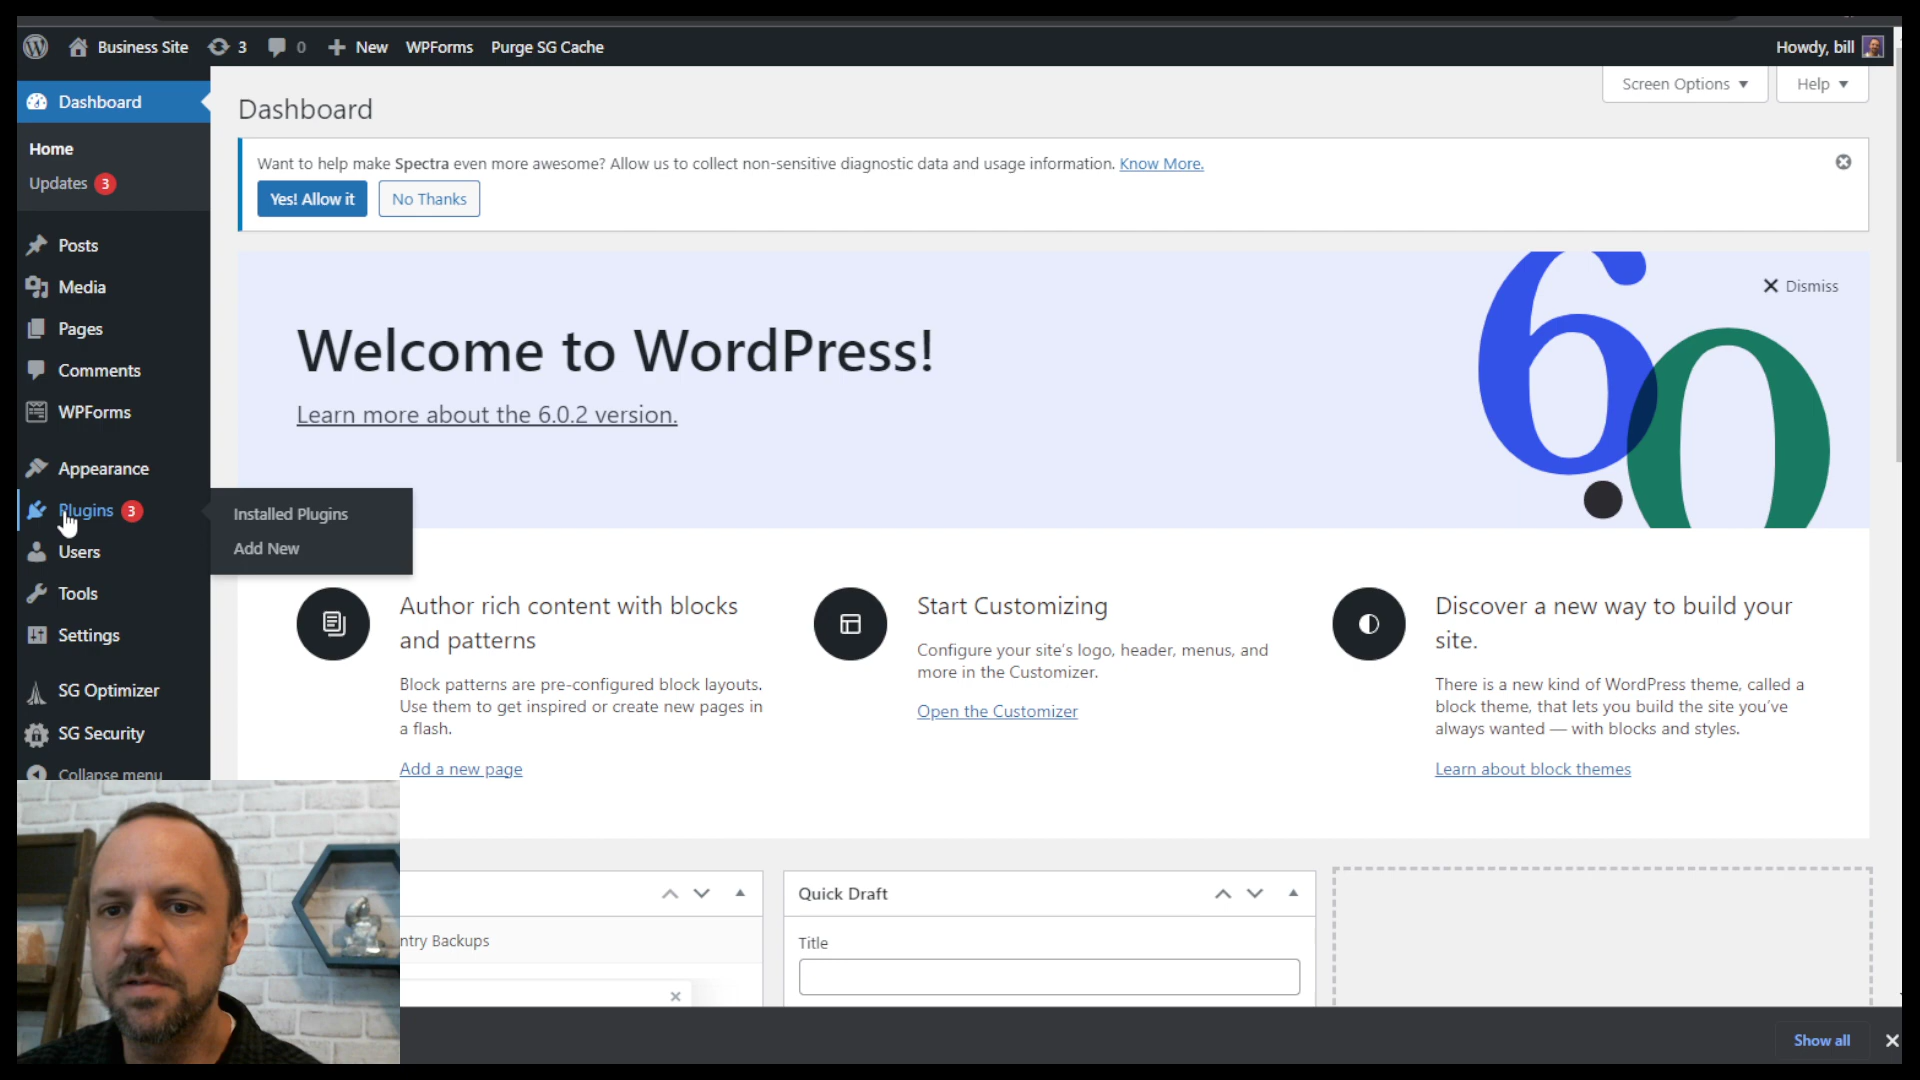 Business Site 3 0 New WPForms Purge SG Cache Howdy, bill
Dashboard
Home
Updates 3
Posts
Media
Pages
Comments
WPForms
Appearance
Plugins 3
Users
Tools
Settings
SG Optimizer
SG Security
Collapse menu
Installed Plugins
Add New
Screen Options Help
Dashboard
Want to help make Spectra even more awesome? Allow us to collect non-sensitive diagnostic data and usage information. Know More.
Yes! Allow it No Thanks
Dismiss
6.0
Welcome to WordPress!
Learn more about the 6.0.2 version.
Author rich content with blocks
and patterns
Block patterns are pre-configured block layouts.
Use them to get inspired or create new pages in
a flash.
Add a new page
Start Customizing
Configure your site's logo, header, menus, and
more in the Customizer.
Open the Customizer
Discover a new way to build your
site.
There is a new kind of WordPress theme, called a
block theme, that lets you build the site you've
always wanted — with blocks and styles.
Learn about block themes
ntry Backups
Quick Draft
Title
Show all